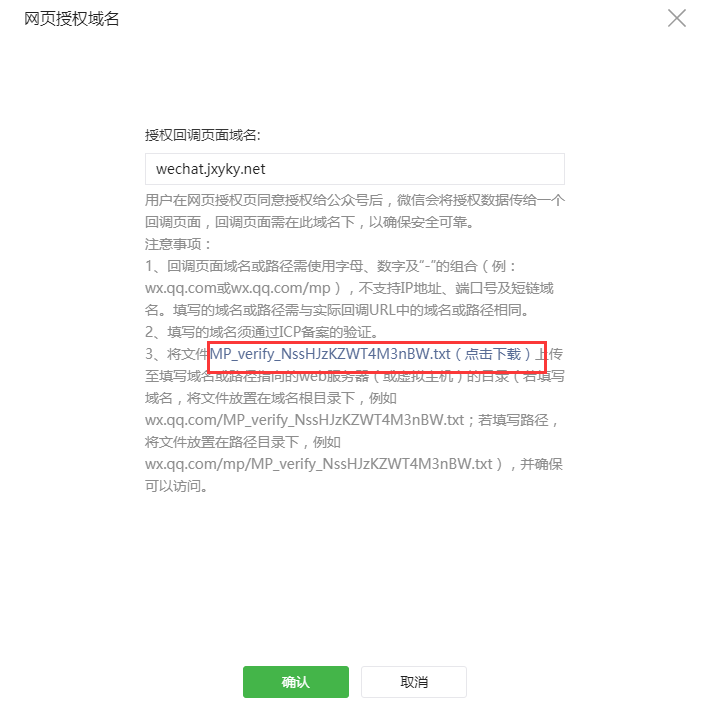 网页授权域名
授权回调页面域名:
wechat.jxyky.net
用户在网页授权页同意授权给公众号后，微信会将授权数据传给一个
回调页面，回调页面需在此域名下，以确保安全可靠。
注意事项：
1、回调页面域名或路径需使用字母、数字及“-”的组合（例：
wx.qq.com或wx.qq.com/mp），不支持IP地址、端口号及短链域
名。填写的域名或路径需与实际回调URL中的域名或路径相同。
2、填写的域名须通过ICP备案的验证。
3、将文件MP_verify_NssHJzKZWT4M3nBW.txt（点击下载）上传
至填写域名或路径指向的web服务器（或虚拟主机）的目录（若填写
域名，将文件放置在域名根目录下，例如
wx.qq.com/MP_verify_NssHJzKZWT4M3nBW.txt；若填写路径，
将文件放置在路径目录下，例如
wx.qq.com/mp/MP_verify_NssHJzKZWT4M3nBW.txt），并确保
可以访问。
确认 取消